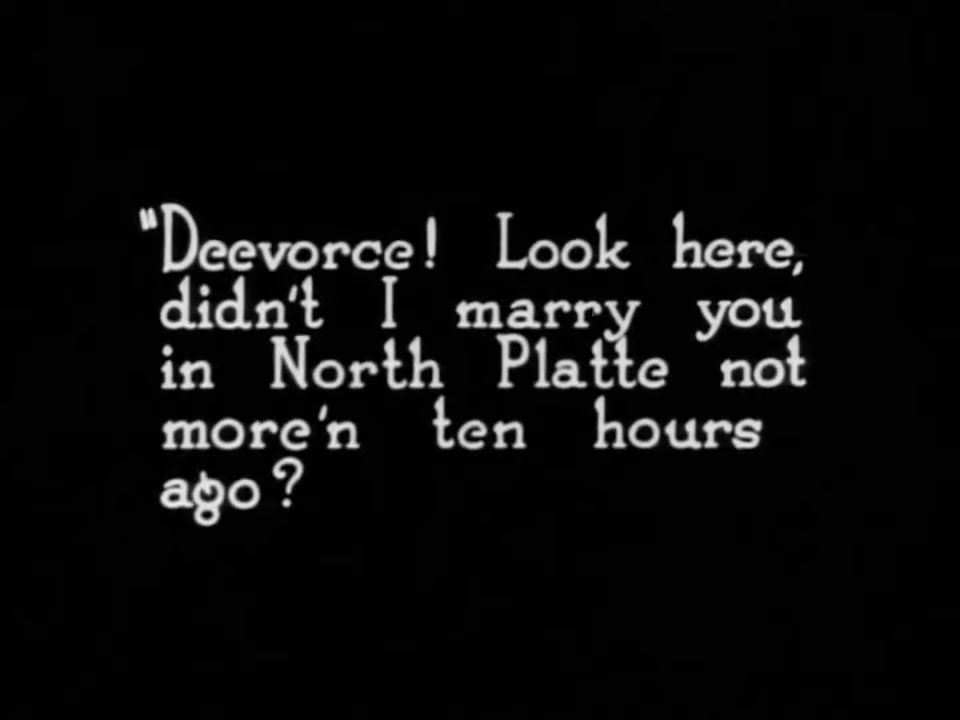 "Deevorce! Look here,
didn't I marry you
in North Platte not
more'n ten hours
ago?